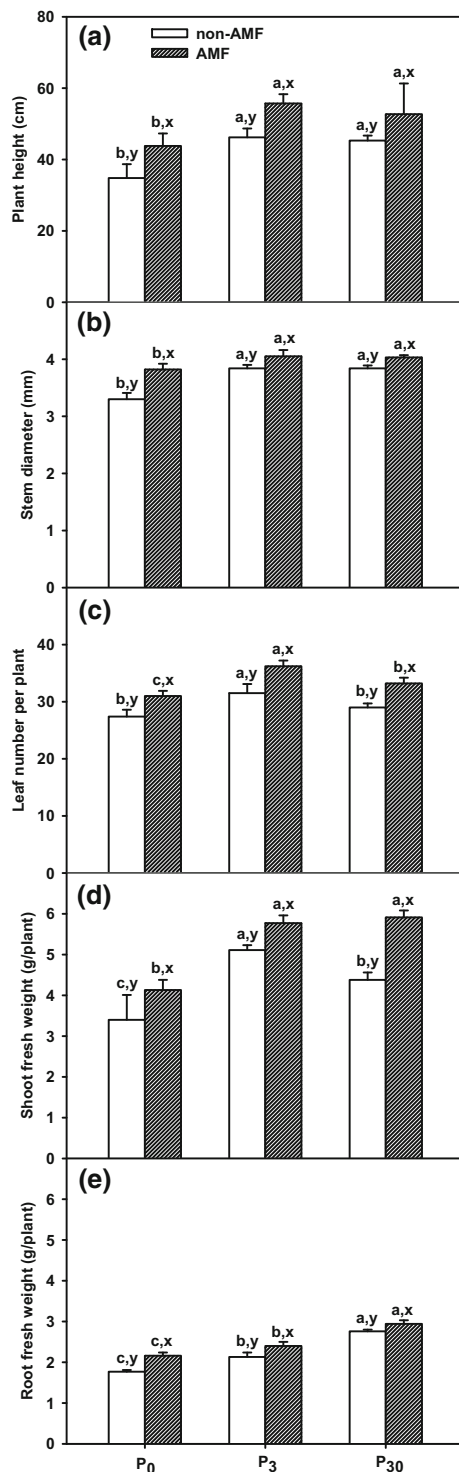 (a)
non-AMF
AMF
Plant height (cm)
80
60
40
20
0
b,y
b,x
a,y
a,x
a,y
a,x
(b)
Stem diameter (mm)
4
3
2
1
0
b,y
b,x
a,y
a,x
a,y
a,x
(c)
Leaf number per plant
40
30
20
10
0
b,y
c,x
a,y
a,x
b,y
b,x
(d)
Shoot fresh weight (g/plant)
6
5
4
3
2
1
0
c,y
b,x
a,y
a,x
b,y
a,x
(e)
Root fresh weight (g/plant)
6
5
4
3
2
1
0
c,y
c,x
b,y
b,x
a,y
a,x
P0
P3
P30